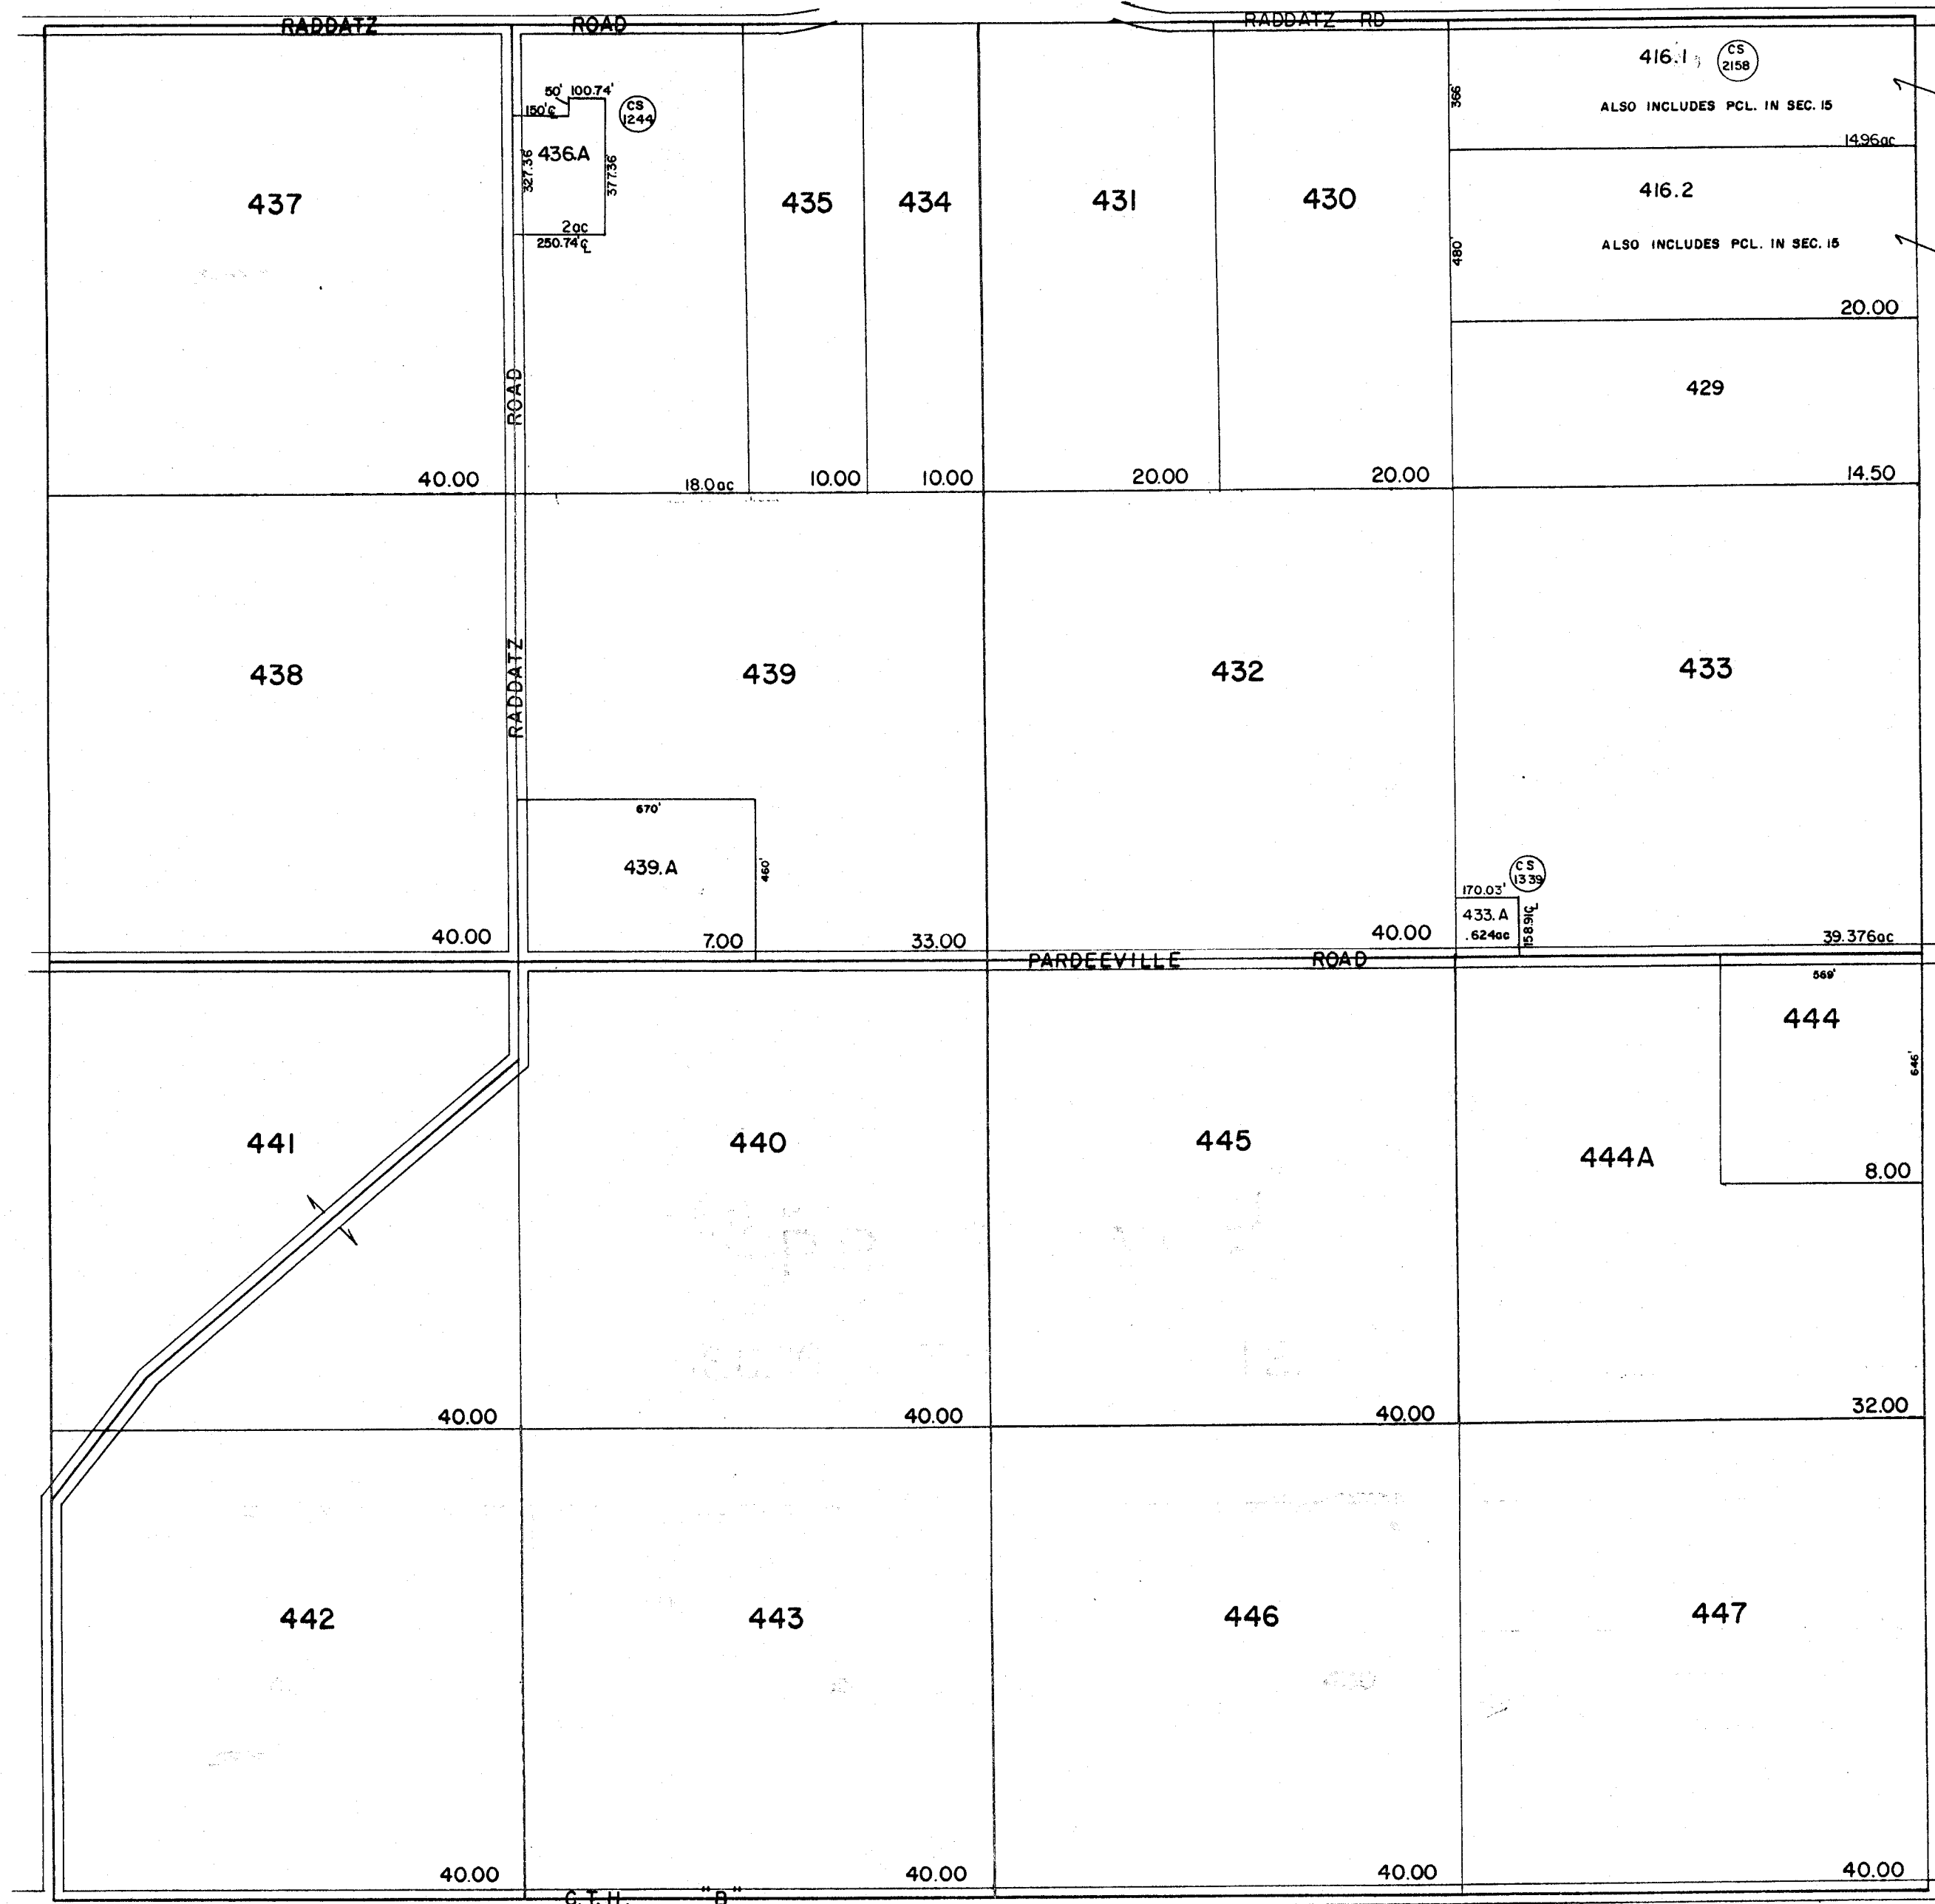 RADDATZ ROAD
RADDATZ RD
437
40.00
50' 100.74'
150'℄
CS
1244
436.A
327.36'
377.36'
2ac
250.74'℄
18.0ac
435
10.00
434
10.00
431
20.00
430
20.00
366'
416.1
CS
2158
ALSO INCLUDES PCL. IN SEC. 15
14.96ac
480'
416.2
ALSO INCLUDES PCL. IN SEC. 15
20.00
429
14.50
RADDATZ ROAD
438
40.00
439
670'
439.A
460'
7.00
33.00
432
40.00
433
CS
1339
170.03'
433.A
.624ac
158.91℄
39.376ac
PARDEEVILLE ROAD
441
40.00
440
40.00
445
40.00
444A
569'
444
646'
8.00
32.00
442
40.00
443
40.00
446
40.00
447
40.00
C.T.H.